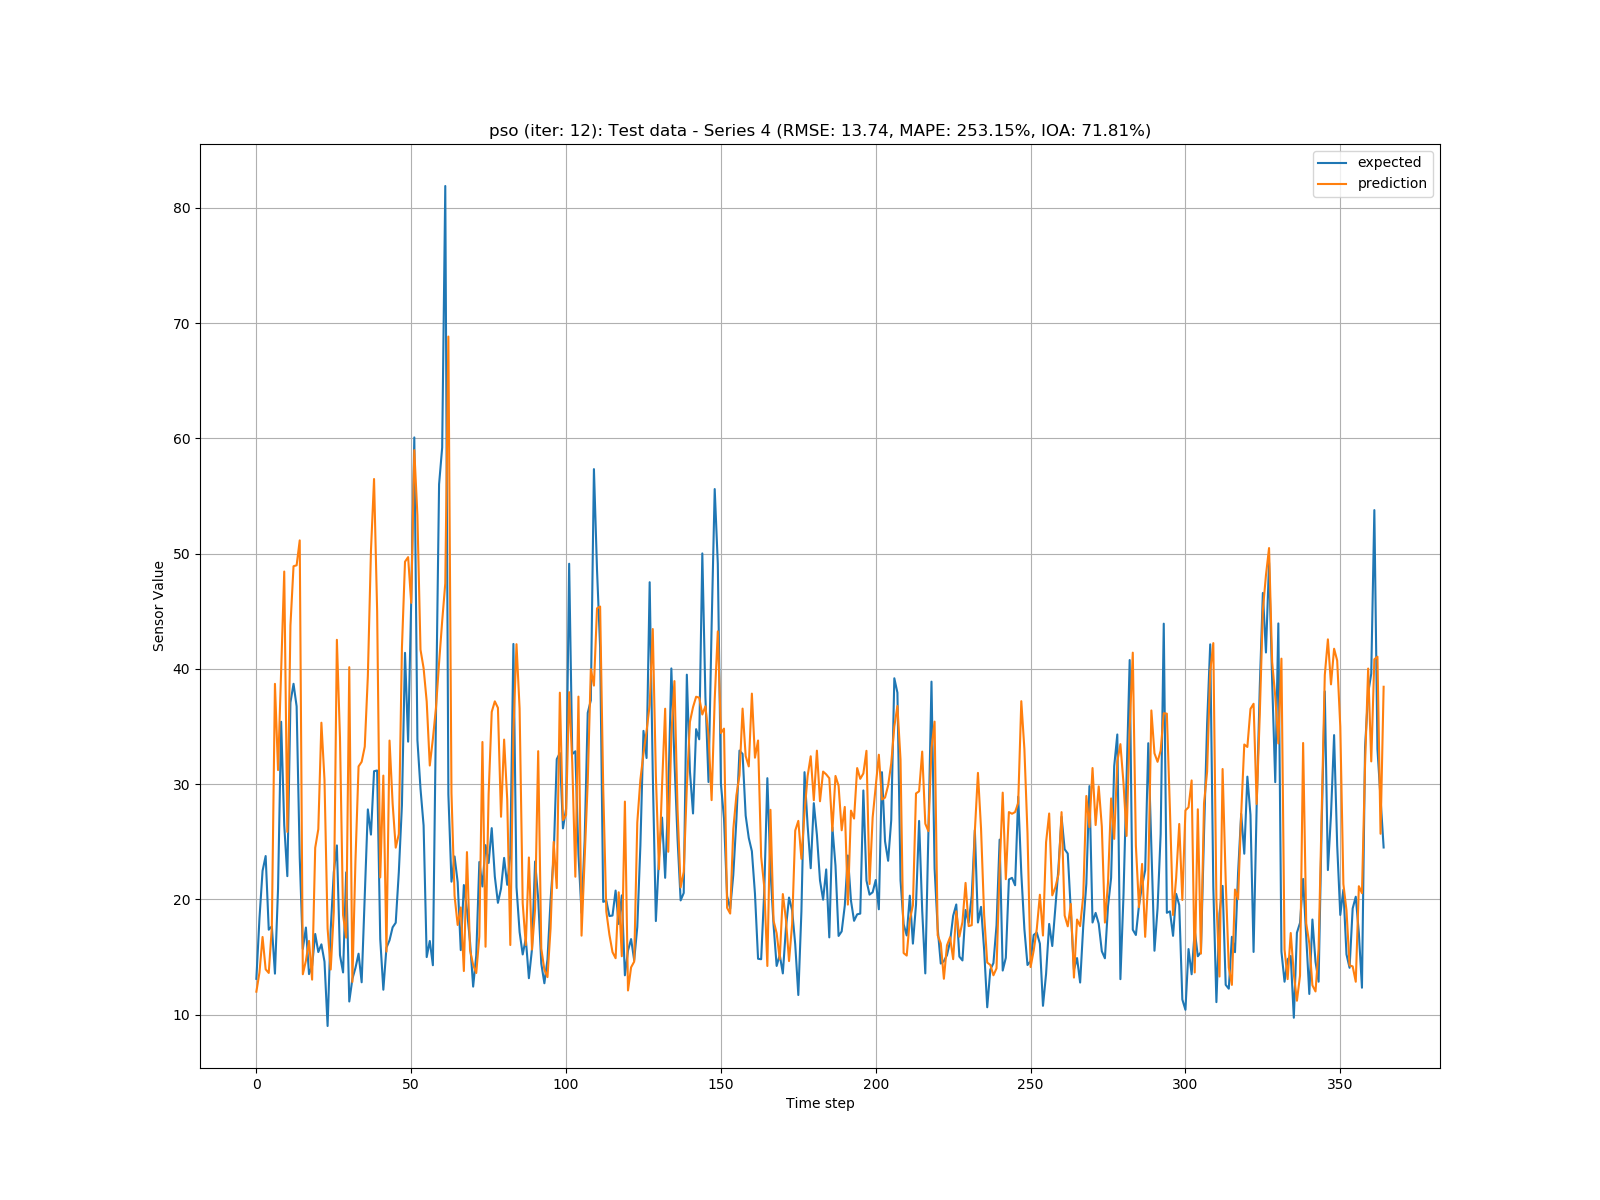 pso (iter: 12): Test data - Series 4 (RMSE: 13.74, MAPE: 253.15%, IOA: 71.81%)
expected
prediction
80
70
60
50
40
30
20
10
Sensor Value
0 50 100 150 200 250 300 350
Time step